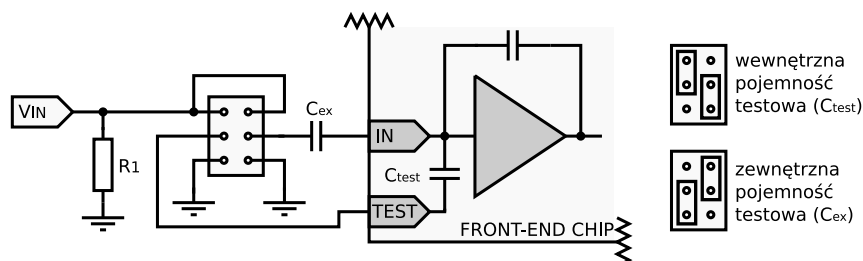 VIN
R1
Cex
IN
Ctest
TEST
FRONT-END CHIP
wewnętrzna
pojemność
testowa (Ctest)
zewnętrzna
pojemność
testowa (Cex)